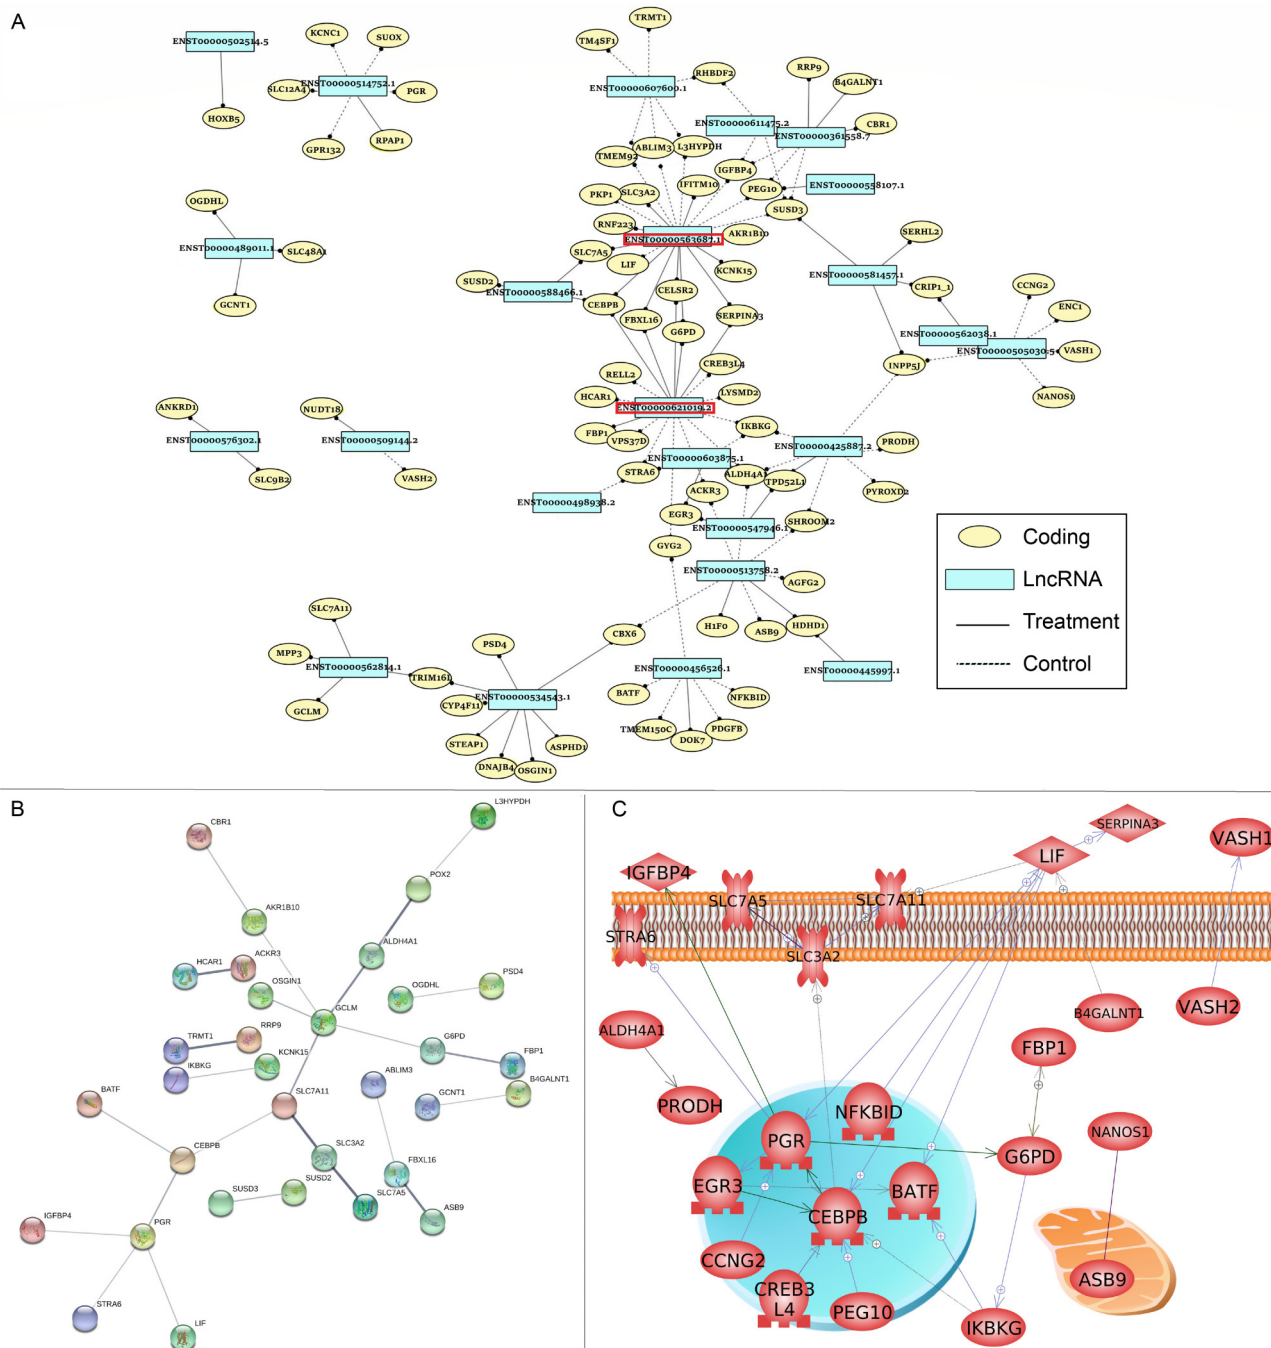 A
ENST00000502514.5
KCNC1
SUOX
SLC12A4
ENST00000514752.1
PGR
HOXB5
GPR132
RPAP1
TRMT1
TM4SF1
RHBDF2
RRP9
B4GALNT1
ENST00000607600.1
ENST00000611475.2
CBR1
ENST00000361558.7
TMEM92
ABLIM3
L3HYPDH
IGFBP4
PKP1
SLC3A2
IFITM10
PEG10
ENST00000558107.1
SUSD3
RNF223
ENST00000563687.1
AKR1B10
SERHL2
OGDHL
ENST00000489011.1
SLC48A1
SLC7A5
LIF
KCNK15
ENST00000581457.1
SUSD2
ENST00000588466.1
CELSR2
CRIP1_1
CCNG2
GCNT1
CEBPB
FBXL16
SERPINA3
ENC1
G6PD
ENST00000562038.1
ENST00000505030.5
VASH1
CREB3L4
INPP5J
RELL2
NANOS1
HCAR1
LYSMD2
ENST00000621019.2
ANKRD1
NUDT18
FBP1
VPS37D
IKBKG
ENST00000576302.1
ENST00000509144.2
ENST00000425887.2
PRODH
ENST00000603875.1
SLC9B2
VASH2
STRA6
ALDH4A1
TPD52L1
ACKR3
PYROXD2
ENST00000498938.2
EGR3
ENST00000547946.1
SHROOM2
GYG2
ENST00000513758.2
AGFG2
Coding
LncRNA
Treatment
Control
SLC7A11
H1F0
ASB9
HDHD1
CBX6
PSD4
MPP3
ENST00000562814.1
TRIM16L
ENST00000456526.1
ENST00000445997.1
GCLM
CYP4F11
ENST00000534543.1
BATF
NFKBID
STEAP1
ASPHD1
TMEM150C
PDGFB
DOK7
DNAJB4
OSGIN1
B
L3HYPDH
CBR1
POX2
AKR1B10
ALDH4A1
HCAR1
ACKR3
OSGIN1
OGDHL
PSD4
GCLM
TRMT1
RRP9
G6PD
FBP1
IKBKG
KCNK15
ABLIM3
B4GALNT1
BATF
SLC7A11
GCNT1
CEBPB
SLC3A2
FBXL16
SUSD3
SUSD2
SLC7A5
ASB9
IGFBP4
PGR
STRA6
LIF
C
SERPINA3
VASH1
IGFBP4
LIF
SLC7A5
SLC7A11
STRA6
SLC3A2
B4GALNT1
VASH2
ALDH4A1
FBP1
PRODH
NFKBID
PGR
NANOS1
G6PD
EGR3
BATF
CEBPB
CCNG2
ASB9
CREB3
L4
PEG10
IKBKG